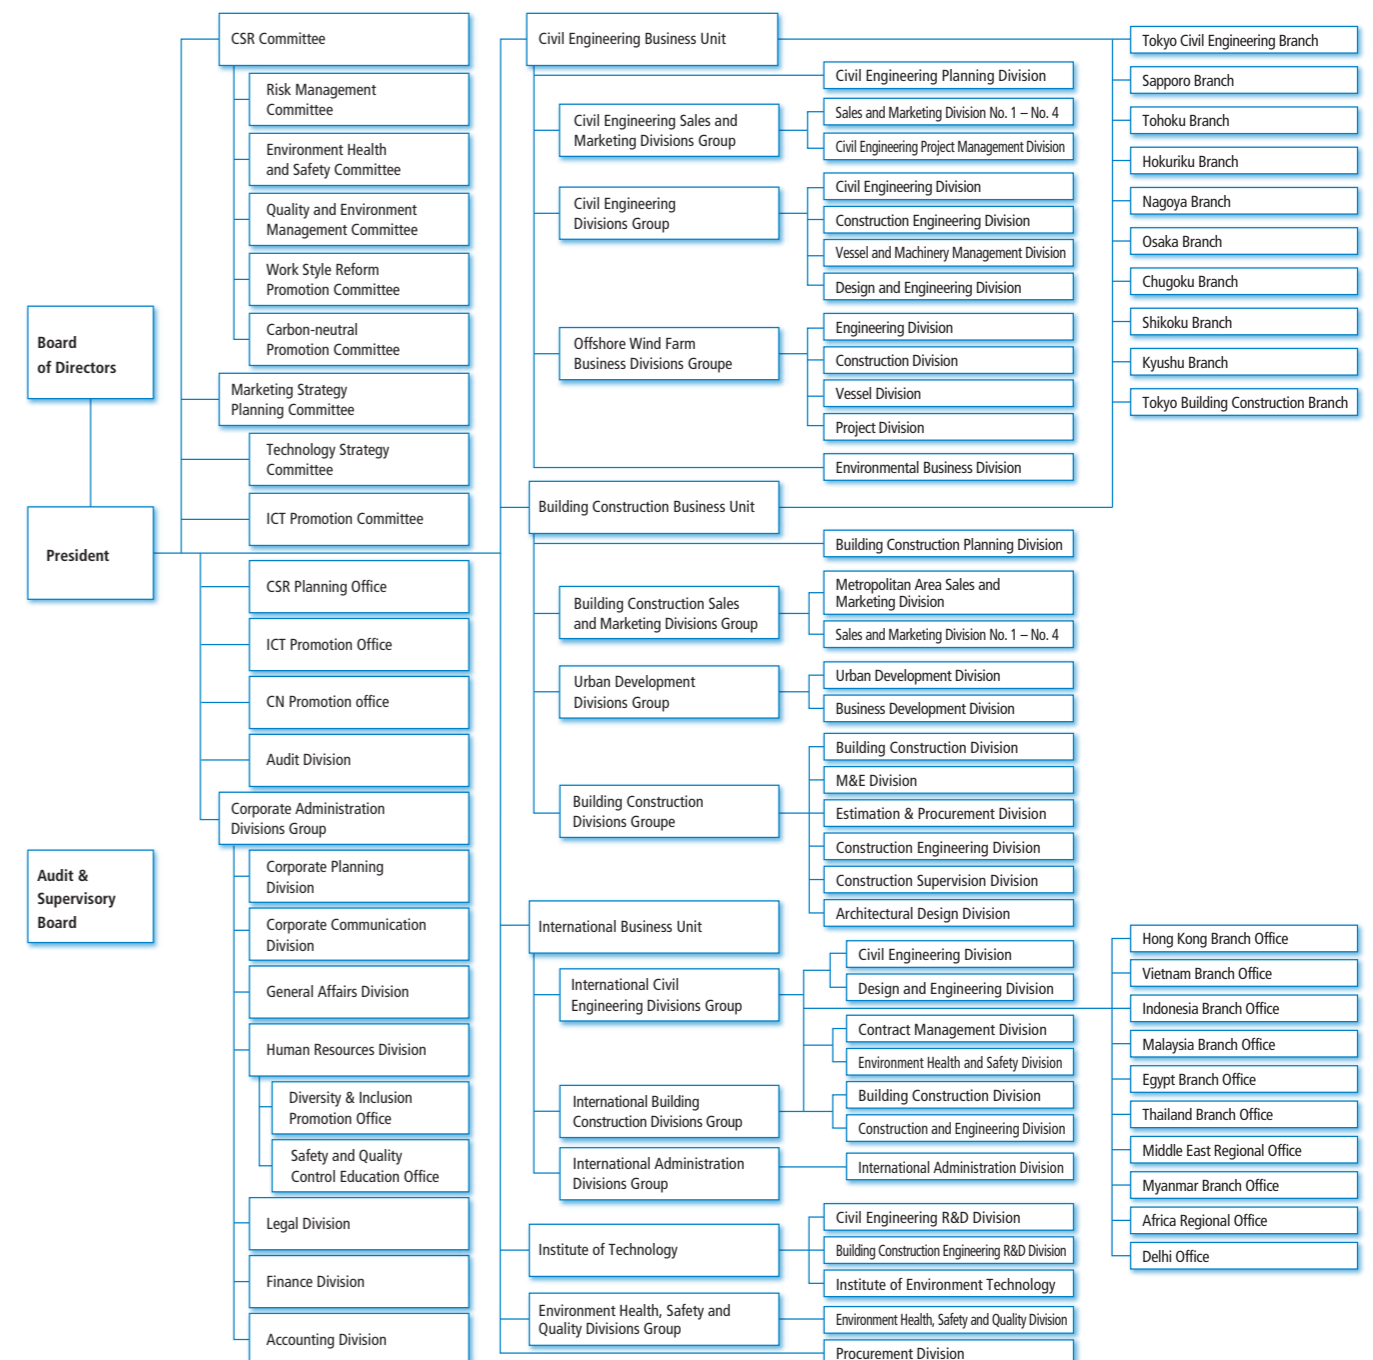 Board
of Directors
President
Audit &
Supervisory
Board
CSR Committee
Risk Management
Committee
Environment Health
and Safety Committee
Quality and Environment
Management Committee
Work Style Reform
Promotion Committee
Carbon-neutral
Promotion Committee
Marketing Strategy
Planning Committee
Technology Strategy
Committee
ICT Promotion Committee
CSR Planning Office
ICT Promotion Office
CN Promotion office
Audit Division
Corporate Administration
Divisions Group
Corporate Planning
Division
Corporate Communication
Division
General Affairs Division
Human Resources Division
Diversity & Inclusion
Promotion Office
Safety and Quality
Control Education Office
Legal Division
Finance Division
Accounting Division
Civil Engineering Business Unit
Civil Engineering Planning Division
Civil Engineering Sales and
Marketing Divisions Group
Sales and Marketing Division No. 1 – No. 4
Civil Engineering Project Management Division
Civil Engineering
Divisions Group
Civil Engineering Division
Construction Engineering Division
Vessel and Machinery Management Division
Design and Engineering Division
Offshore Wind Farm
Business Divisions Groupe
Engineering Division
Construction Division
Vessel Division
Project Division
Environmental Business Division
Building Construction Business Unit
Building Construction Planning Division
Building Construction Sales
and Marketing Divisions Group
Metropolitan Area Sales and
Marketing Division
Sales and Marketing Division No. 1 – No. 4
Urban Development
Divisions Group
Urban Development Division
Business Development Division
Building Construction
Divisions Groupe
Building Construction Division
M&E Division
Estimation & Procurement Division
Construction Engineering Division
Construction Supervision Division
Architectural Design Division
International Business Unit
International Civil
Engineering Divisions Group
Civil Engineering Division
Design and Engineering Division
Contract Management Division
Environment Health and Safety Division
International Building
Construction Divisions Group
Building Construction Division
Construction and Engineering Division
International Administration
Divisions Group
International Administration Division
Institute of Technology
Civil Engineering R&D Division
Building Construction Engineering R&D Division
Institute of Environment Technology
Environment Health, Safety and
Quality Divisions Group
Environment Health, Safety and Quality Division
Procurement Division
Tokyo Civil Engineering Branch
Sapporo Branch
Tohoku Branch
Hokuriku Branch
Nagoya Branch
Osaka Branch
Chugoku Branch
Shikoku Branch
Kyushu Branch
Tokyo Building Construction Branch
Hong Kong Branch Office
Vietnam Branch Office
Indonesia Branch Office
Malaysia Branch Office
Egypt Branch Office
Thailand Branch Office
Middle East Regional Office
Myanmar Branch Office
Africa Regional Office
Delhi Office